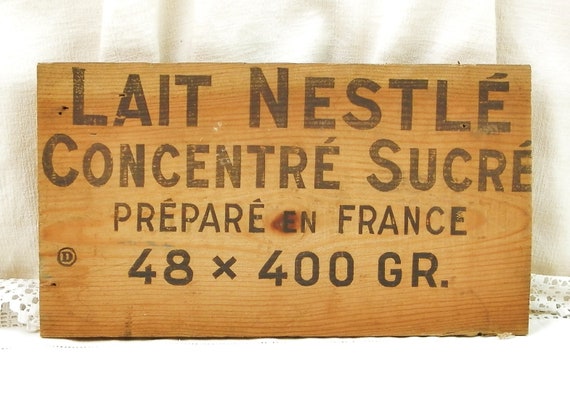 LAIT NESTLÉ
CONCENTRÉ SUCRÉ
PRÉPARÉ EN FRANCE
D 48 × 400 GR.